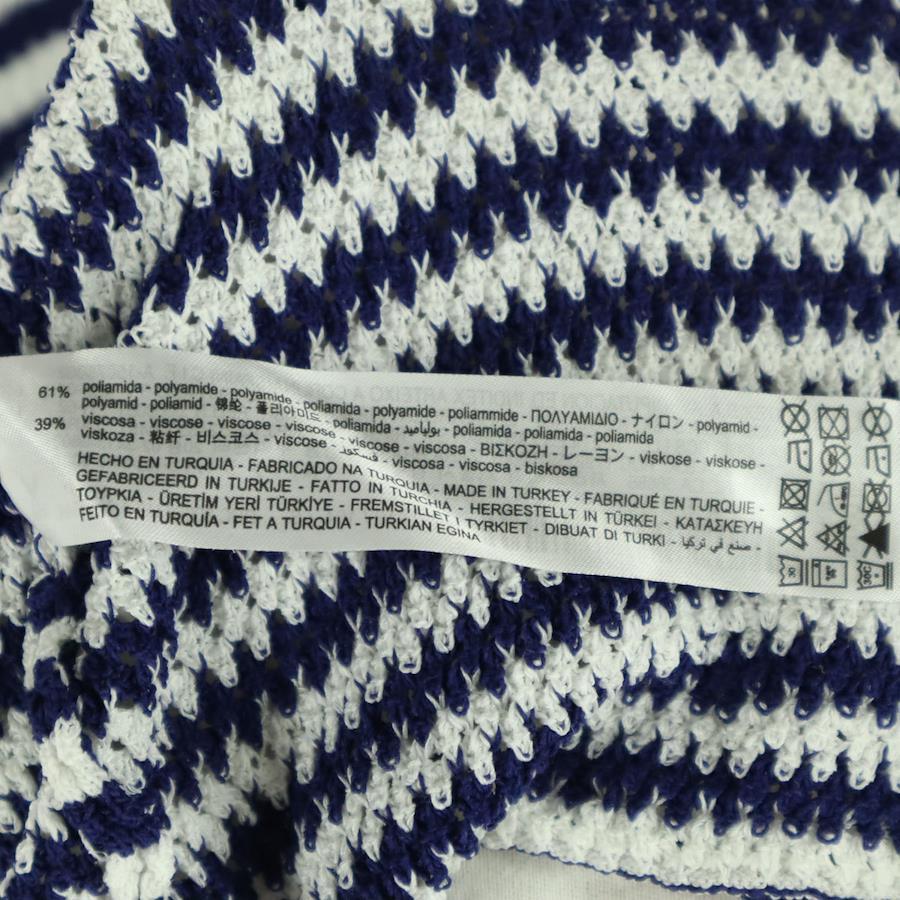 61% poliamida - polyamide - polyamide - poliamida - polyamide - poliammide - ΠΟΛΥΑΜΙΔΙΟ - ナイロン - polyamid -
polyamid - poliamid - 锦纶 - 폴리아미드 - poliamida - بولياميد - poliamida - poliamida - poliamida
39% viscosa - viscose - viscose - viscose - viscose - viscosa - ΒΙΣΚΟΖΗ - レーヨン - viskose - viskose -
viskoza - 粘纤 - 비스코스 - viscose - فسكوز - viscosa - viscosa - biskosa
HECHO EN TURQUIA - FABRICADO NA TURQUIA - MADE IN TURKEY - FABRIQUÉ EN TURQUIE -
GEFABRICEERD IN TURKIJE - FATTO IN TURCHIA - HERGESTELLT IN TÜRKEI - ΚΑΤΑΣΚΕΥΗ
ΤΟΥΡΚΙΑ - ÜRETİM YERİ TÜRKİYE - FREMSTILLET I TYRKIET - DIBUAT DI TURKI - صنع في تركيا -
FEITO EN TURQUÍA - FET A TURQUIA - TURKIAN EGINA